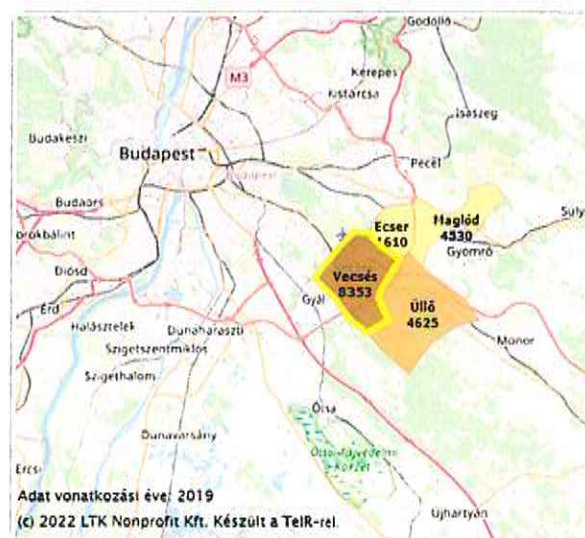 Gödöllő
M3
Kerepes
Kistarcsa
Isaszeg
Budakeszi
Budapest
Budapest
Pécel
Budaörs
Ecser
1610
Maglód
4530
Süly
Gyömrő
Törökbálint
Vecsés
8353
Diósd
Gyál
Üllő
4625
Érd
Halásztelek
Dunaharaszti
Monor
Szigetszentmiklós
Szigethalom
Ócsa
Dunavarsány
Ócsai Tájvédelmi
Körzet
Ercsi
Adat vonatkozási éve: 2019
Újhartyán
(c) 2022 LTK Nonprofit Kft. Készült a TeIR-rel.